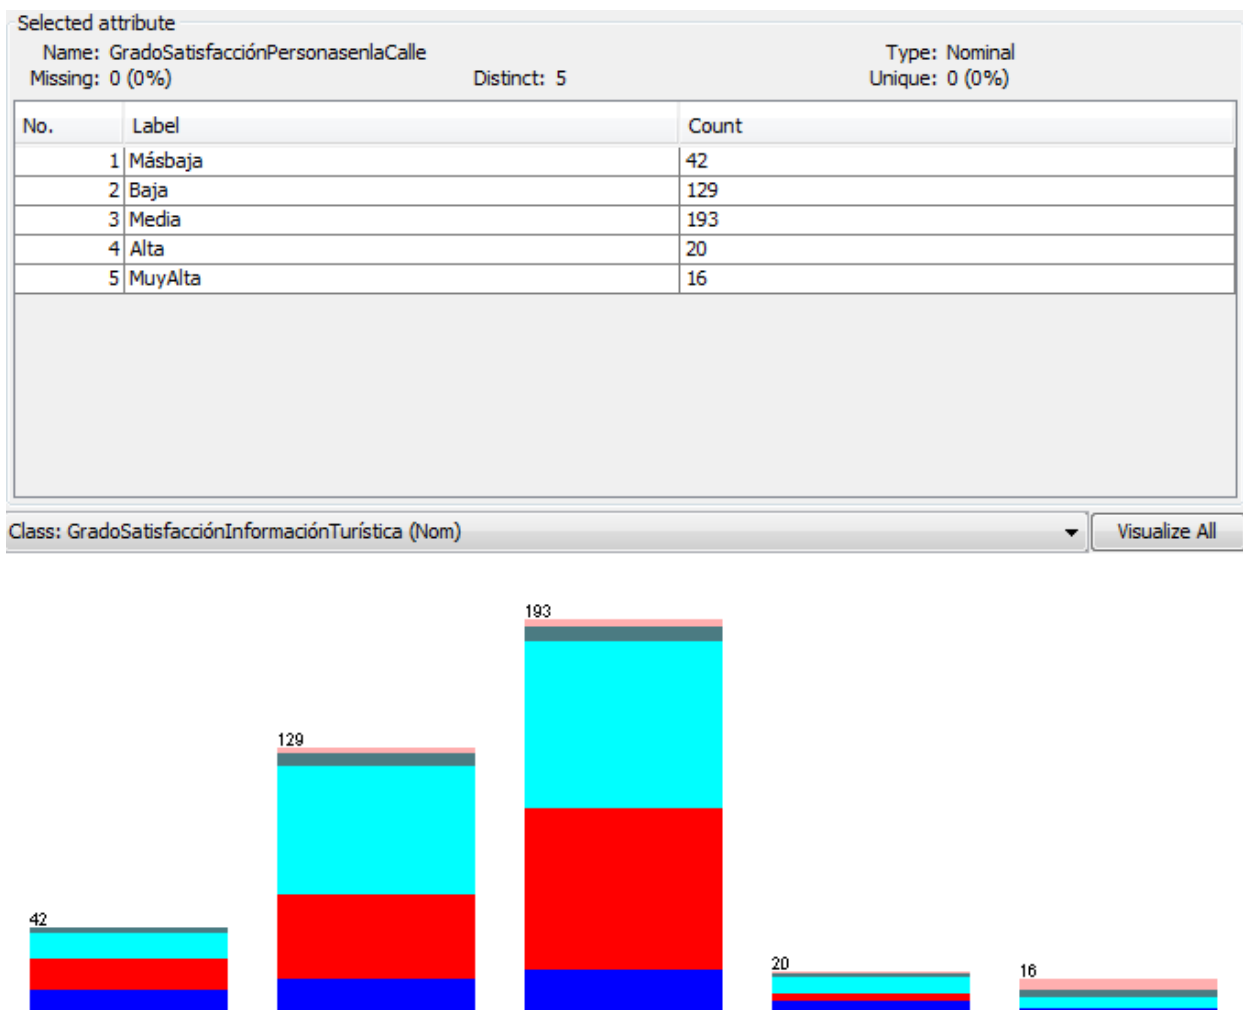 Selected attribute
Name: GradoSatisfacciónPersonasenlaCalle Type: Nominal
Missing: 0 (0%) Distinct: 5 Unique: 0 (0%)
No. Label Count
1 Másbaja 42
2 Baja 129
3 Media 193
4 Alta 20
5 MuyAlta 16
Class: GradoSatisfacciónInformaciónTurística (Nom) Visualize All
193
129
42
20
16